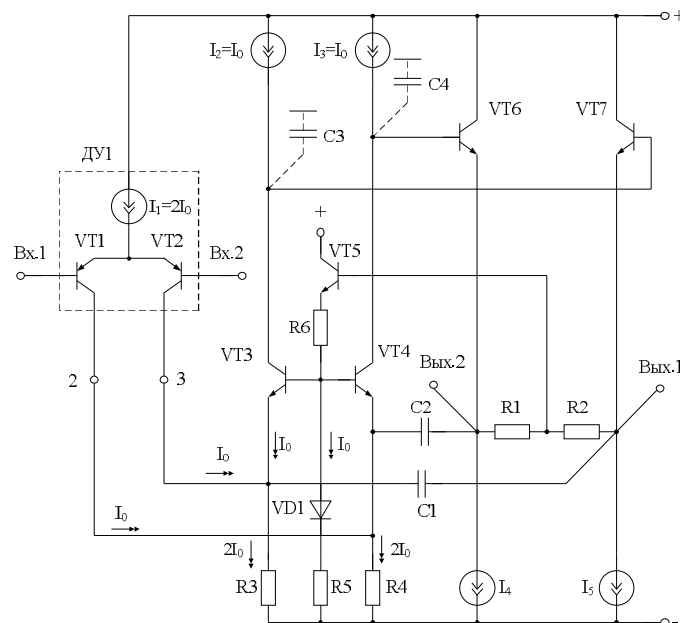 +
I₂=I₀
I₃=I₀
C4
VT6
VT7
C3
ДУ1
I₁=2I₀
VT1
VT2
Вх.1
Вх.2
+
VT5
R6
VT3
VT4
Вых.2
Вых.1
2
3
C2
R1
R2
I₀
I₀
I₀
VD1
C1
I₀
2I₀
2I₀
R3
R5
R4
I₄
I₅
-